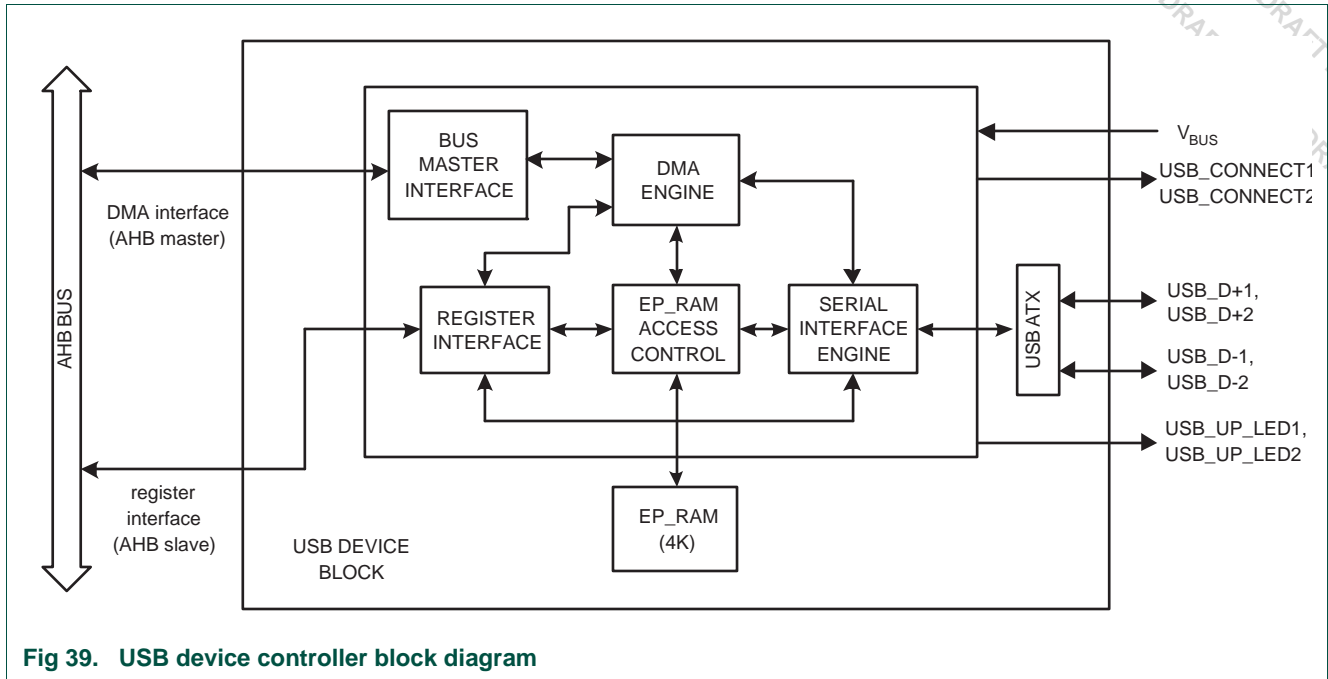 DRAFT
DRAFT
BUS
MASTER
INTERFACE
DMA
ENGINE
VBUS
USB_CONNECT1
USB_CONNECT2
DMA interface
(AHB master)
AHB BUS
REGISTER
INTERFACE
EP_RAM
ACCESS
CONTROL
SERIAL
INTERFACE
ENGINE
USB ATX
USB_D+1,
USB_D+2
USB_D-1,
USB_D-2
USB_UP_LED1,
USB_UP_LED2
register
interface
(AHB slave)
USB DEVICE
BLOCK
EP_RAM
(4K)
Fig 39. USB device controller block diagram